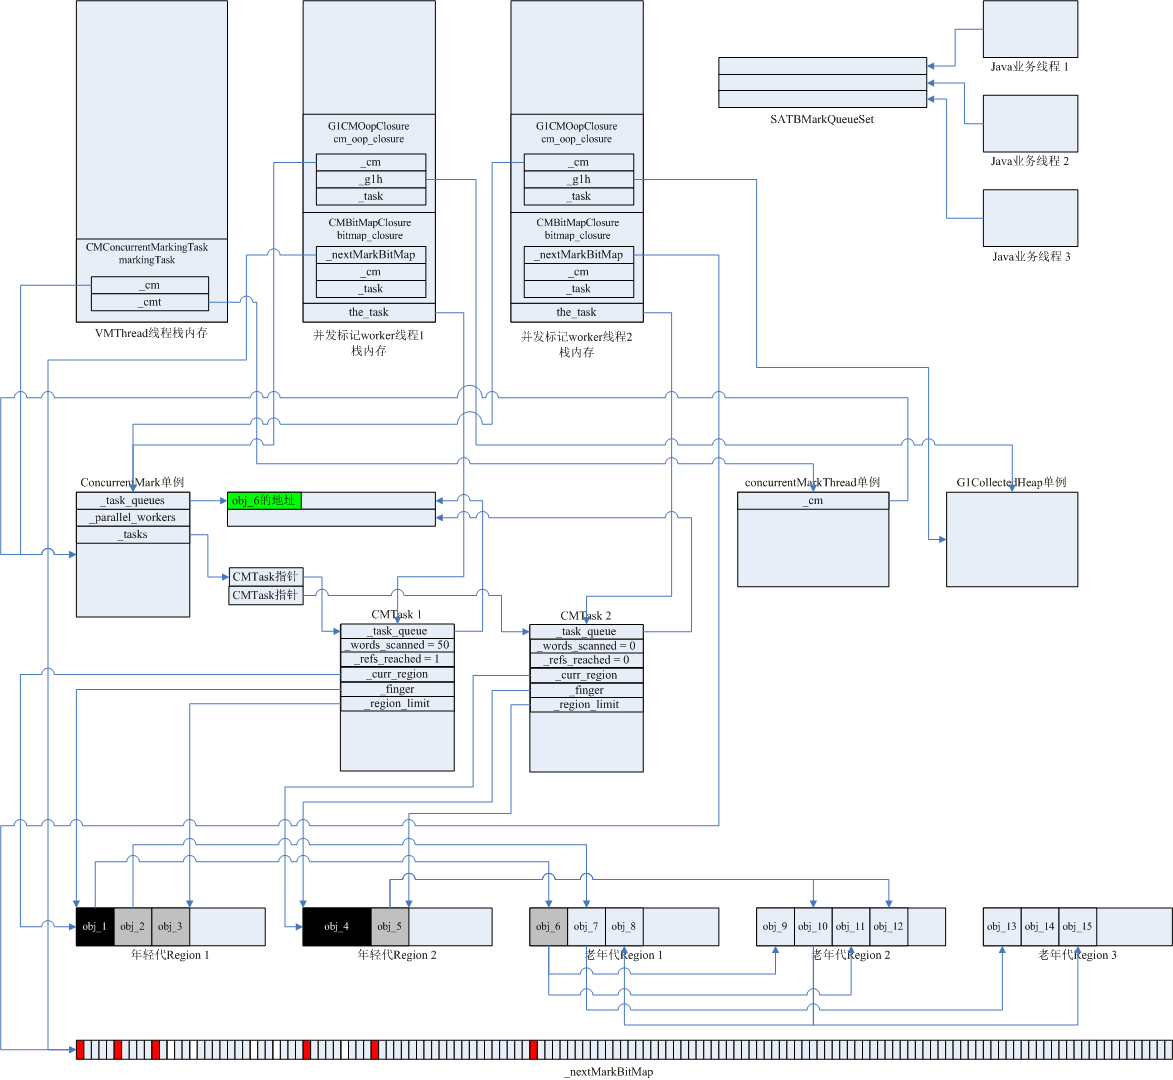 Java业务线程 1
SATBMarkQueueSet
Java业务线程 2
Java业务线程 3
CMConcurrentMarkingTask
markingTask
_cm
_cmt
VMThread线程栈内存
G1CMOopClosure
cm_oop_closure
_cm
_g1h
_task
CMBitMapClosure
bitmap_closure
_nextMarkBitMap
_cm
_task
the_task
并发标记worker线程1
栈内存
G1CMOopClosure
cm_oop_closure
_cm
_g1h
_task
CMBitMapClosure
bitmap_closure
_nextMarkBitMap
_cm
_task
the_task
并发标记worker线程2
栈内存
ConcurrentMark单例
_task_queues
_parallel_workers
_tasks
obj_6的地址
concurrentMarkThread单例
_cm
G1CollectedHeap单例
CMTask指针
CMTask指针
CMTask 1
_task_queue
_words_scanned = 50
_refs_reached = 1
_curr_region
_finger
_region_limit
CMTask 2
_task_queue
_words_scanned = 0
_refs_reached = 0
_curr_region
_finger
_region_limit
obj_1
obj_2
obj_3
年轻代Region 1
obj_4
obj_5
年轻代Region 2
obj_6
obj_7
obj_8
老年代Region 1
obj_9
obj_10
obj_11
obj_12
老年代Region 2
obj_13
obj_14
obj_15
老年代Region 3
_nextMarkBitMap